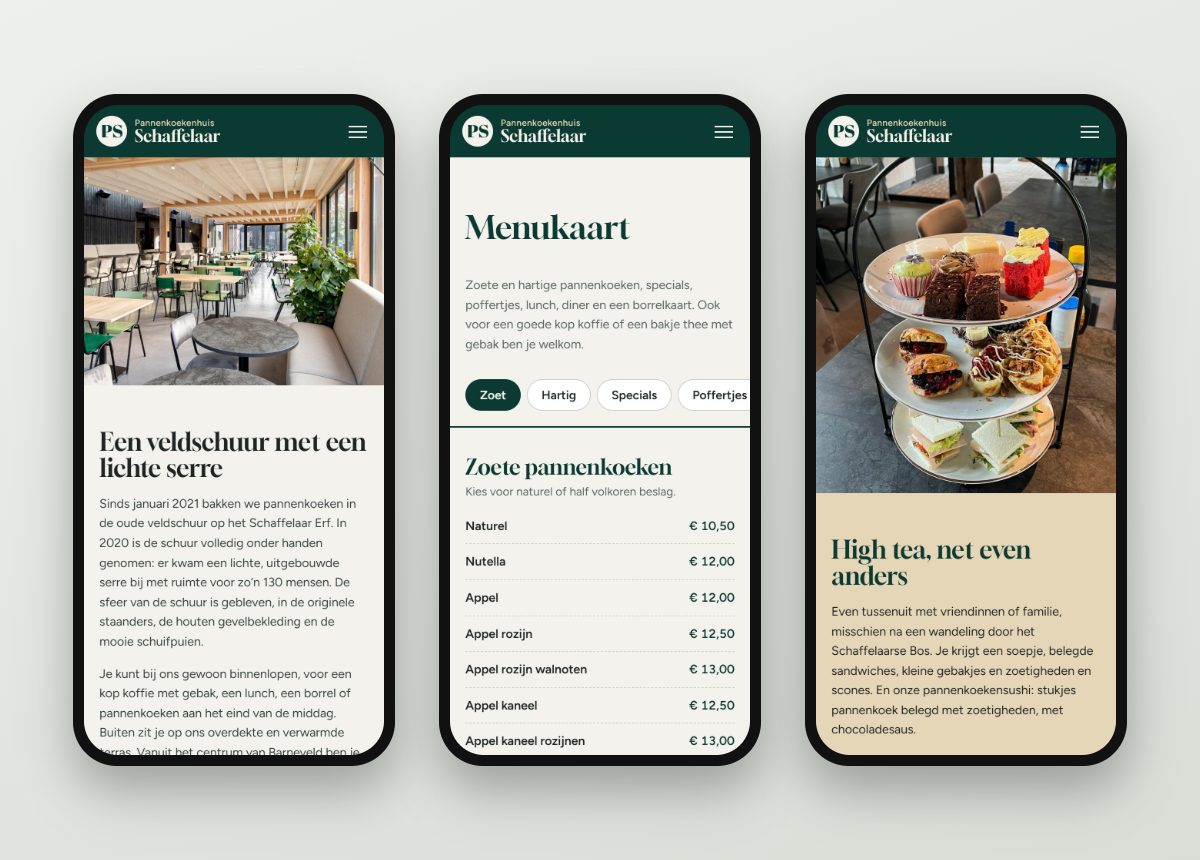 PS
Pannenkoekenhuis
Schaffelaar
Een veldschuur met een
lichte serre
Sinds januari 2021 bakken we pannenkoeken in
de oude veldschuur op het Schaffelaar Erf. In
2020 is de schuur volledig onder handen
genomen: er kwam een lichte, uitgebouwde
serre bij met ruimte voor zo'n 130 mensen. De
sfeer van de schuur is gebleven, in de originele
staanders, de houten gevelbekleding en de
mooie schuifpuien.
Je kunt bij ons gewoon binnenlopen, voor een
kop koffie met gebak, een lunch, een borrel of
pannenkoeken aan het eind van de middag.
Buiten zit je op ons overdekte en verwarmde
terras. Vanuit het centrum van Barneveld ben je
PS
Pannenkoekenhuis
Schaffelaar
Menukaart
Zoete en hartige pannenkoeken, specials,
poffertjes, lunch, diner en een borrelkaart. Ook
voor een goede kop koffie of een bakje thee met
gebak ben je welkom.
Zoet Hartig Specials Poffertjes
Zoete pannenkoeken
Kies voor naturel of half volkoren beslag.
Naturel € 10,50
Nutella € 12,00
Appel € 12,00
Appel rozijn € 12,50
Appel rozijn walnoten € 13,00
Appel kaneel € 12,50
Appel kaneel rozijnen € 13,00
PS
Pannenkoekenhuis
Schaffelaar
High tea, net even
anders
Even tussenuit met vriendinnen of familie,
misschien na een wandeling door het
Schaffelaarse Bos. Je krijgt een soepje, belegde
sandwiches, kleine gebakjes en zoetigheden en
scones. En onze pannenkoekensushi: stukjes
pannenkoek belegd met zoetigheden, met
chocoladesaus.